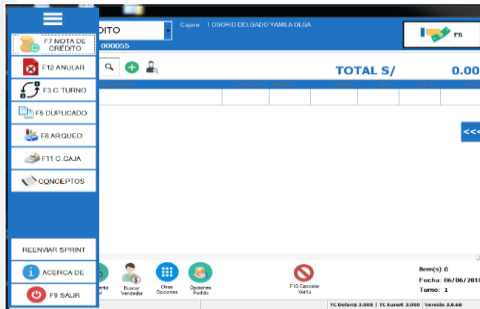 DITO
Cajero: 1 OSORIO DELGADO YAMILA OLGA
000055
F6
F7 NOTA DE
CRÉDITO
F12 ANULAR
TOTAL S/ 0.00
F3 C.TURNO
F5 DUPLICADO
<<<
F8 ARQUEO
F11 C.CAJA
CONCEPTOS
REENVIAR SPRINT
ACERCA DE
F9 SALIR
Buscar
Vendedor
Otras
Opciones
Opciones
Pedido
F10 Cancelar
Venta
Item(s): 0
Fecha: 06/06/2018
Turno: 1
TC Dolar: 3.000 | TC Euro: 3.000 | Versión 3.0.68